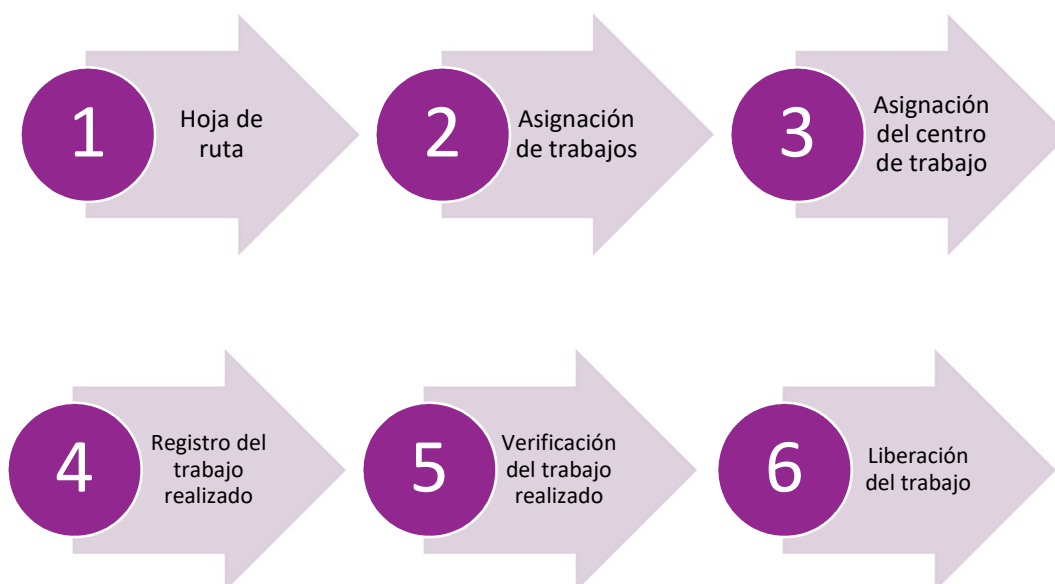 1
Hoja de
ruta
2
Asignación
de trabajos
3
Asignación
del centro
de trabajo
4
Registro del
trabajo
realizado
5
Verificación
del trabajo
realizado
6
Liberación
del trabajo